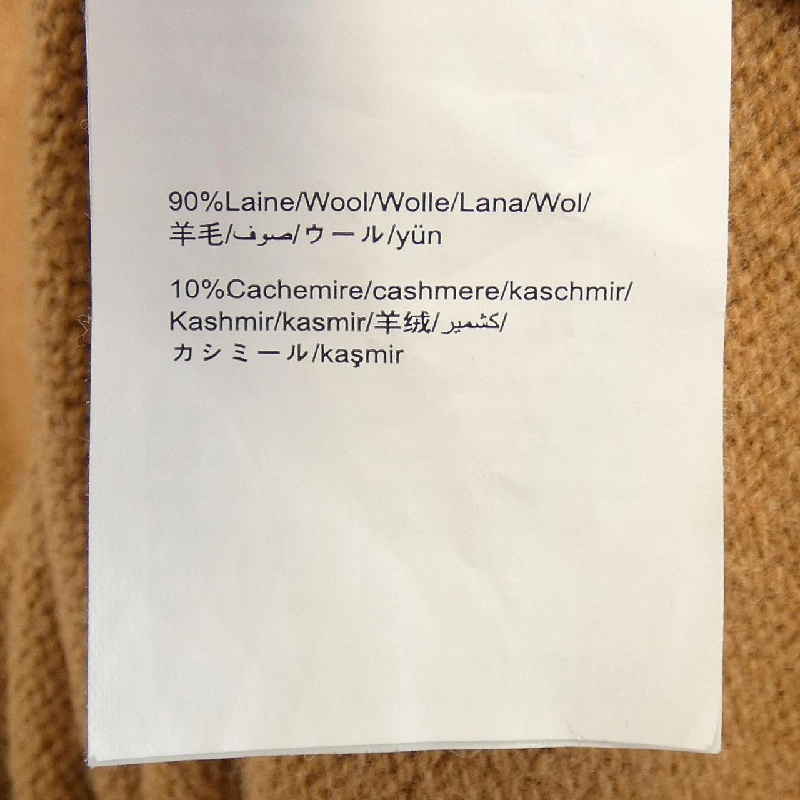 90%Laine/Wool/Wolle/Lana/Wol/
羊毛/صوف/ウール/yün
10%Cachemire/cashmere/kaschmir/
Kashmir/kasmir/羊绒/كشمير/
カシミール/kaşmir